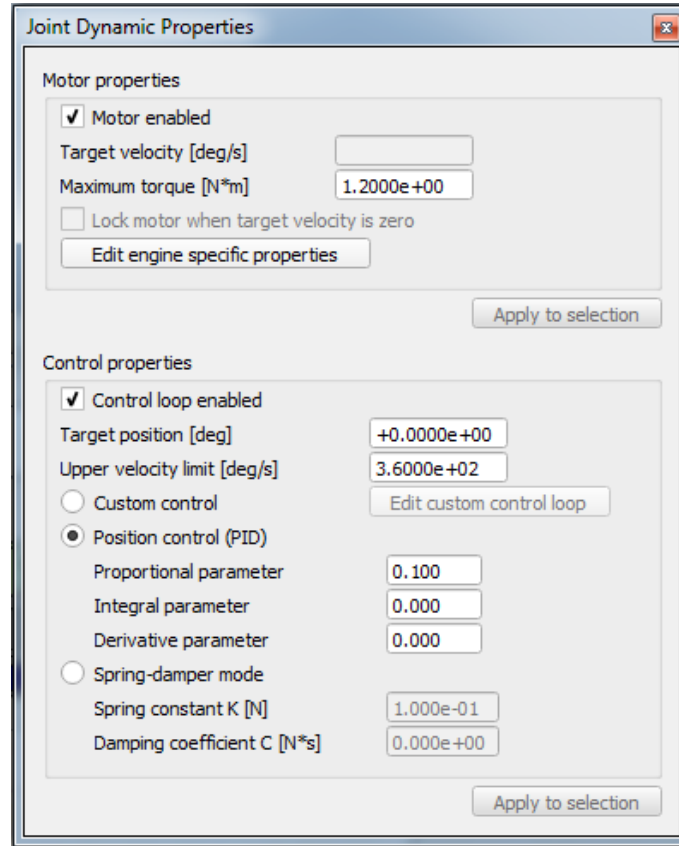 Joint Dynamic Properties
Motor properties
Motor enabled
Target velocity [deg/s]
Maximum torque [N*m] 1.2000e+00
Lock motor when target velocity is zero
Edit engine specific properties
Apply to selection
Control properties
Control loop enabled
Target position [deg] +0.0000e+00
Upper velocity limit [deg/s] 3.6000e+02
Custom control Edit custom control loop
Position control (PID)
Proportional parameter 0.100
Integral parameter 0.000
Derivative parameter 0.000
Spring-damper mode
Spring constant K [N] 1.000e-01
Damping coefficient C [N*s] 0.000e+00
Apply to selection